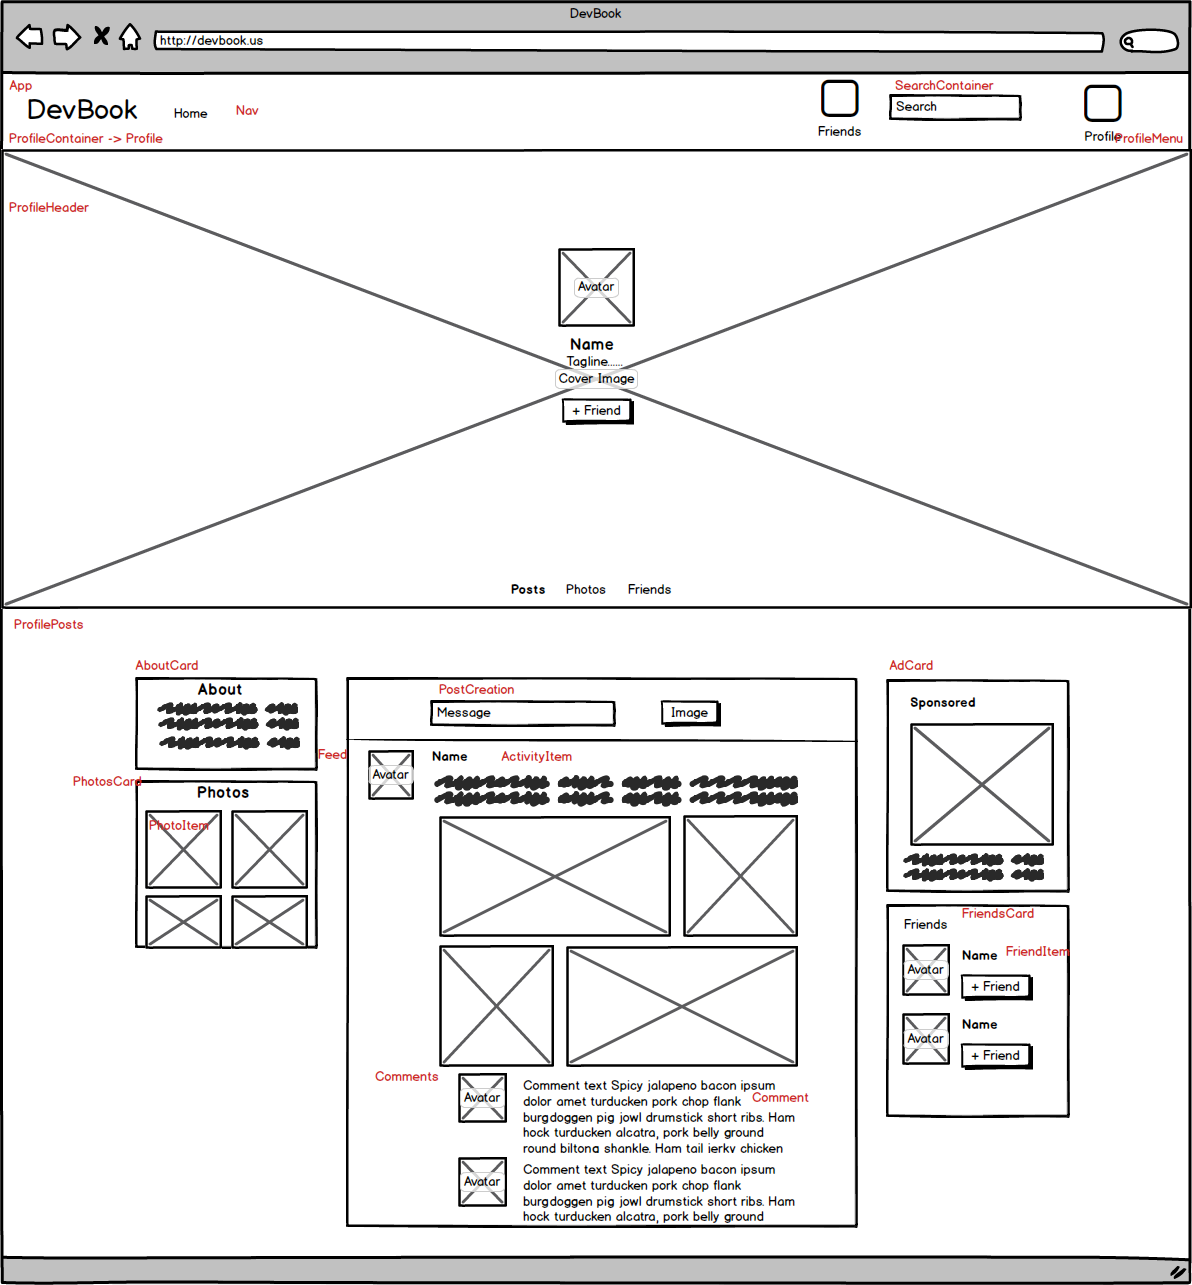 DevBook
http://devbook.us
App
SearchContainer
DevBook
Home
Nav
Search
Friends
Profile
ProfileMenu
ProfileContainer -> Profile
ProfileHeader
Avatar
Name
Tagline......
Cover Image
+ Friend
Posts
Photos
Friends
ProfilePosts
AboutCard
About
PhotosCard
Photos
PhotoItem
Feed
PostCreation
Message
Image
Avatar
Name
ActivityItem
Comments
Avatar
Comment text Spicy jalapeno bacon ipsum
dolor amet turducken pork chop flank
Comment
burgdoggen pig jowl drumstick short ribs. Ham
hock turducken alcatra, pork belly ground
round biltong shankle. Ham tail jerky chicken
Avatar
Comment text Spicy jalapeno bacon ipsum
dolor amet turducken pork chop flank
burgdoggen pig jowl drumstick short ribs. Ham
hock turducken alcatra, pork belly ground
AdCard
Sponsored
FriendsCard
Friends
Avatar
Name
FriendItem
+ Friend
Avatar
Name
+ Friend